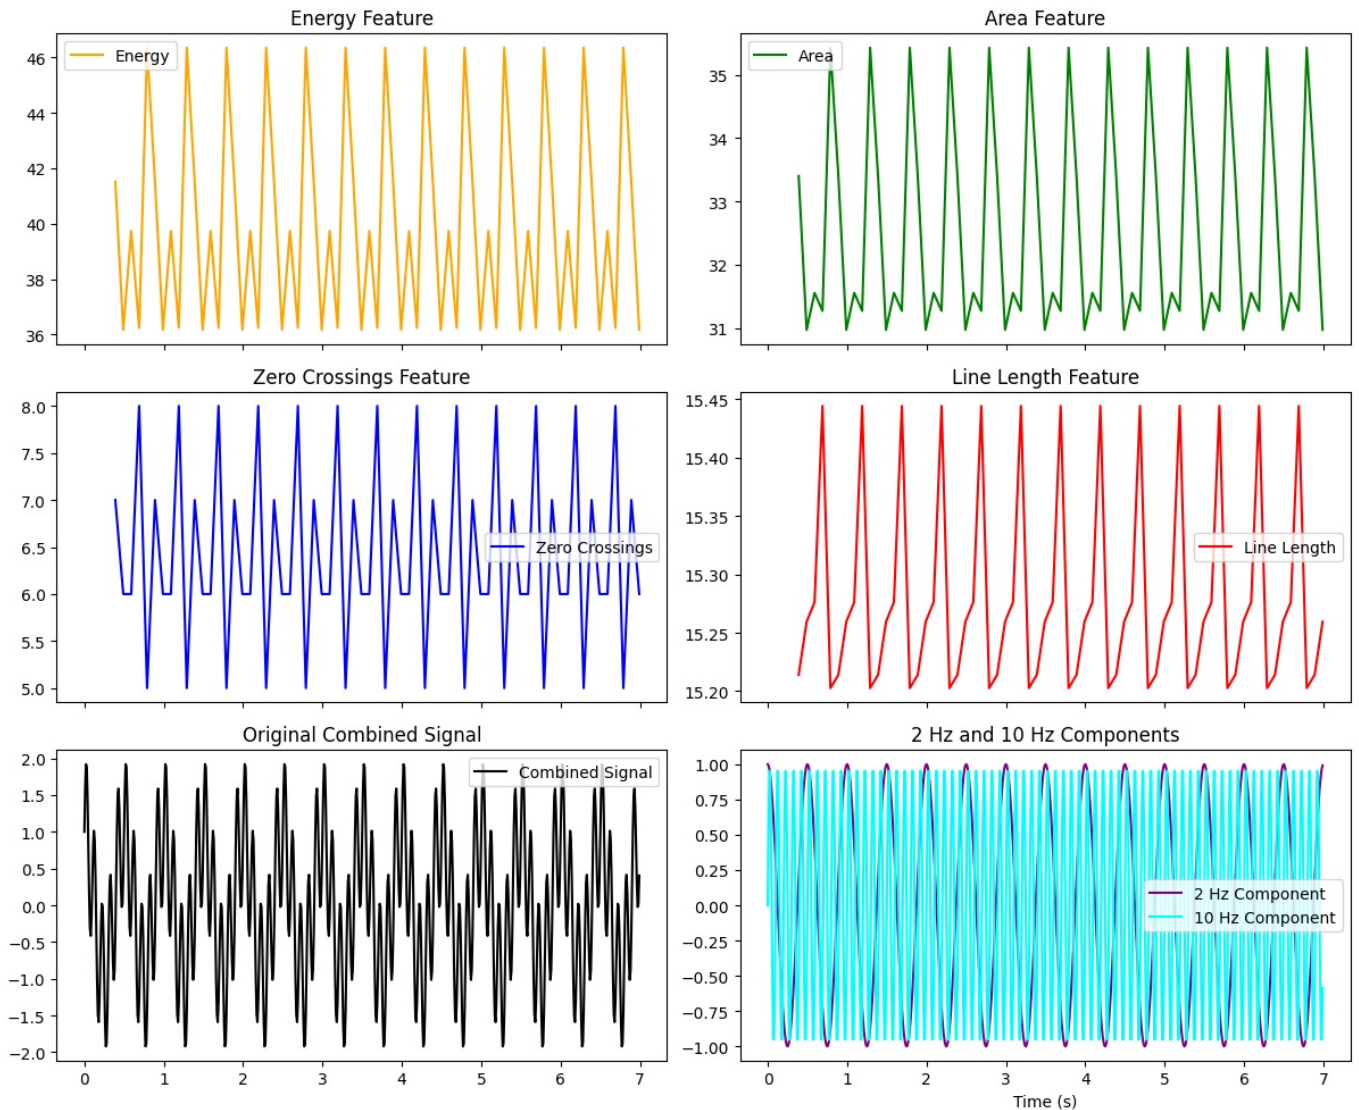 Energy Feature
Energy
46
44
42
40
38
36
Area Feature
Area
35
34
33
32
31
Zero Crossings Feature
Zero Crossings
8.0
7.5
7.0
6.5
6.0
5.5
5.0
Line Length Feature
Line Length
15.45
15.40
15.35
15.30
15.25
15.20
Original Combined Signal
Combined Signal
2.0
1.5
1.0
0.5
0.0
−0.5
−1.0
−1.5
−2.0
0 1 2 3 4 5 6 7
2 Hz and 10 Hz Components
2 Hz Component
10 Hz Component
1.00
0.75
0.50
0.25
0.00
−0.25
−0.50
−0.75
−1.00
0 1 2 3 4 5 6 7
Time (s)